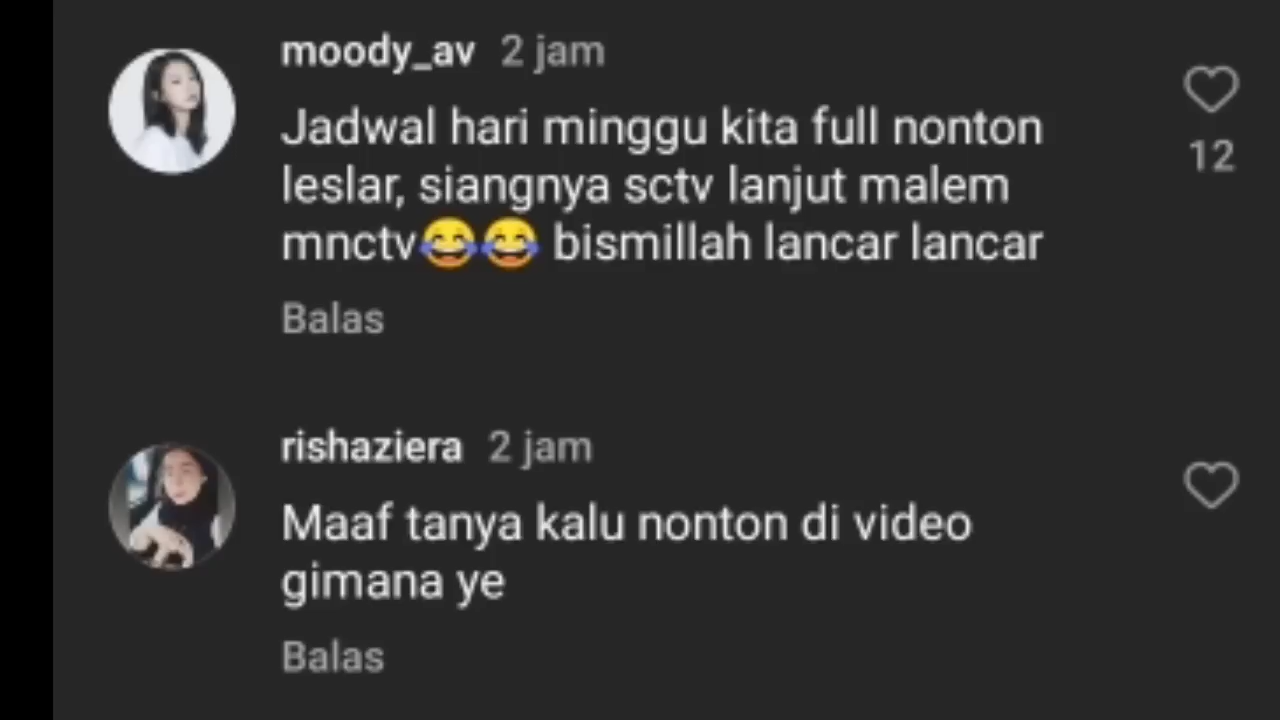 moody_av 2 jam
Jadwal hari minggu kita full nonton
leslar, siangnya sctv lanjut malem
mnctv😂😂 bismillah lancar lancar
12
Balas
rishaziera 2 jam
Maaf tanya kalu nonton di video
gimana ye
Balas